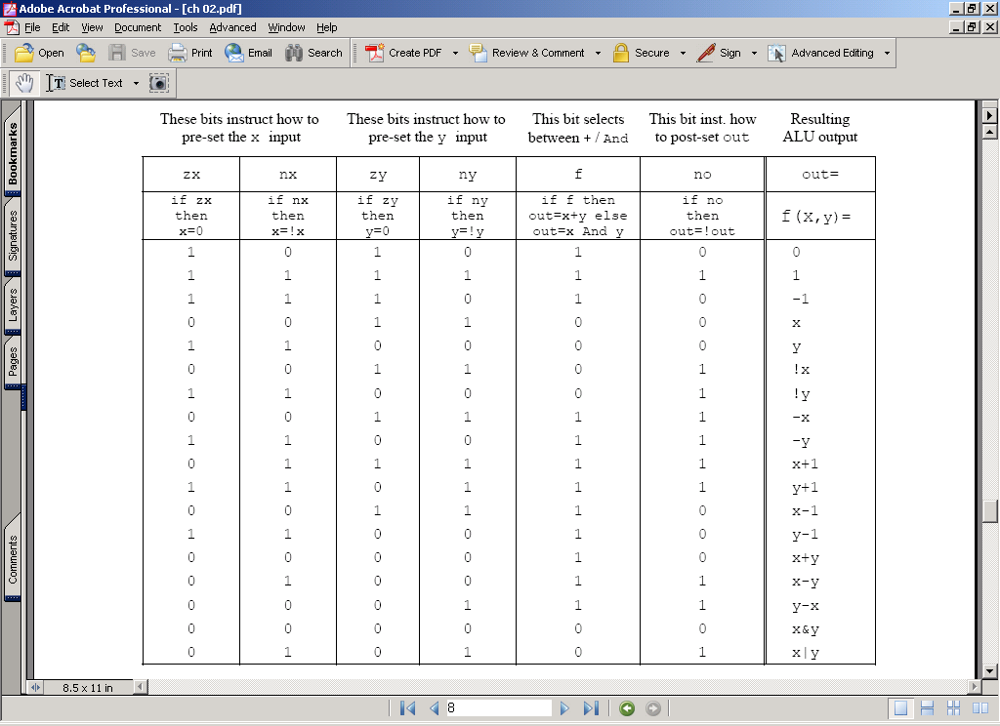 Adobe Acrobat Professional - [ch 02.pdf]
File Edit View Document Tools Advanced Window Help
Open Save Print Email Search Create PDF Review & Comment Secure Sign Advanced Editing
Select Text
Bookmarks
Signatures
Layers
Pages
Comments
These bits instruct how to These bits instruct how to This bit selects This bit inst. how Resulting
pre-set the x input pre-set the y input between + / And to post-set out ALU output
zx nx zy ny f no out=
if zx if nx if zy if ny if f then if no
then then then then out=x+y else then f(X,y)=
x=0 x=!x y=0 y=!y out=x And y out=!out
1 0 1 0 1 0 0
1 1 1 1 1 1 1
1 1 1 0 1 0 -1
0 0 1 1 0 0 x
1 1 0 0 0 0 y
0 0 1 1 0 1 !x
1 1 0 0 0 1 !y
0 0 1 1 1 1 -x
1 1 0 0 1 1 -y
0 1 1 1 1 1 x+1
1 1 0 1 1 1 y+1
0 0 1 1 1 0 x-1
1 1 0 0 1 0 y-1
0 0 0 0 1 0 x+y
0 1 0 0 1 1 x-y
0 0 0 1 1 1 y-x
0 0 0 0 0 0 x&y
0 1 0 1 0 1 x|y
8.5 x 11 in
8